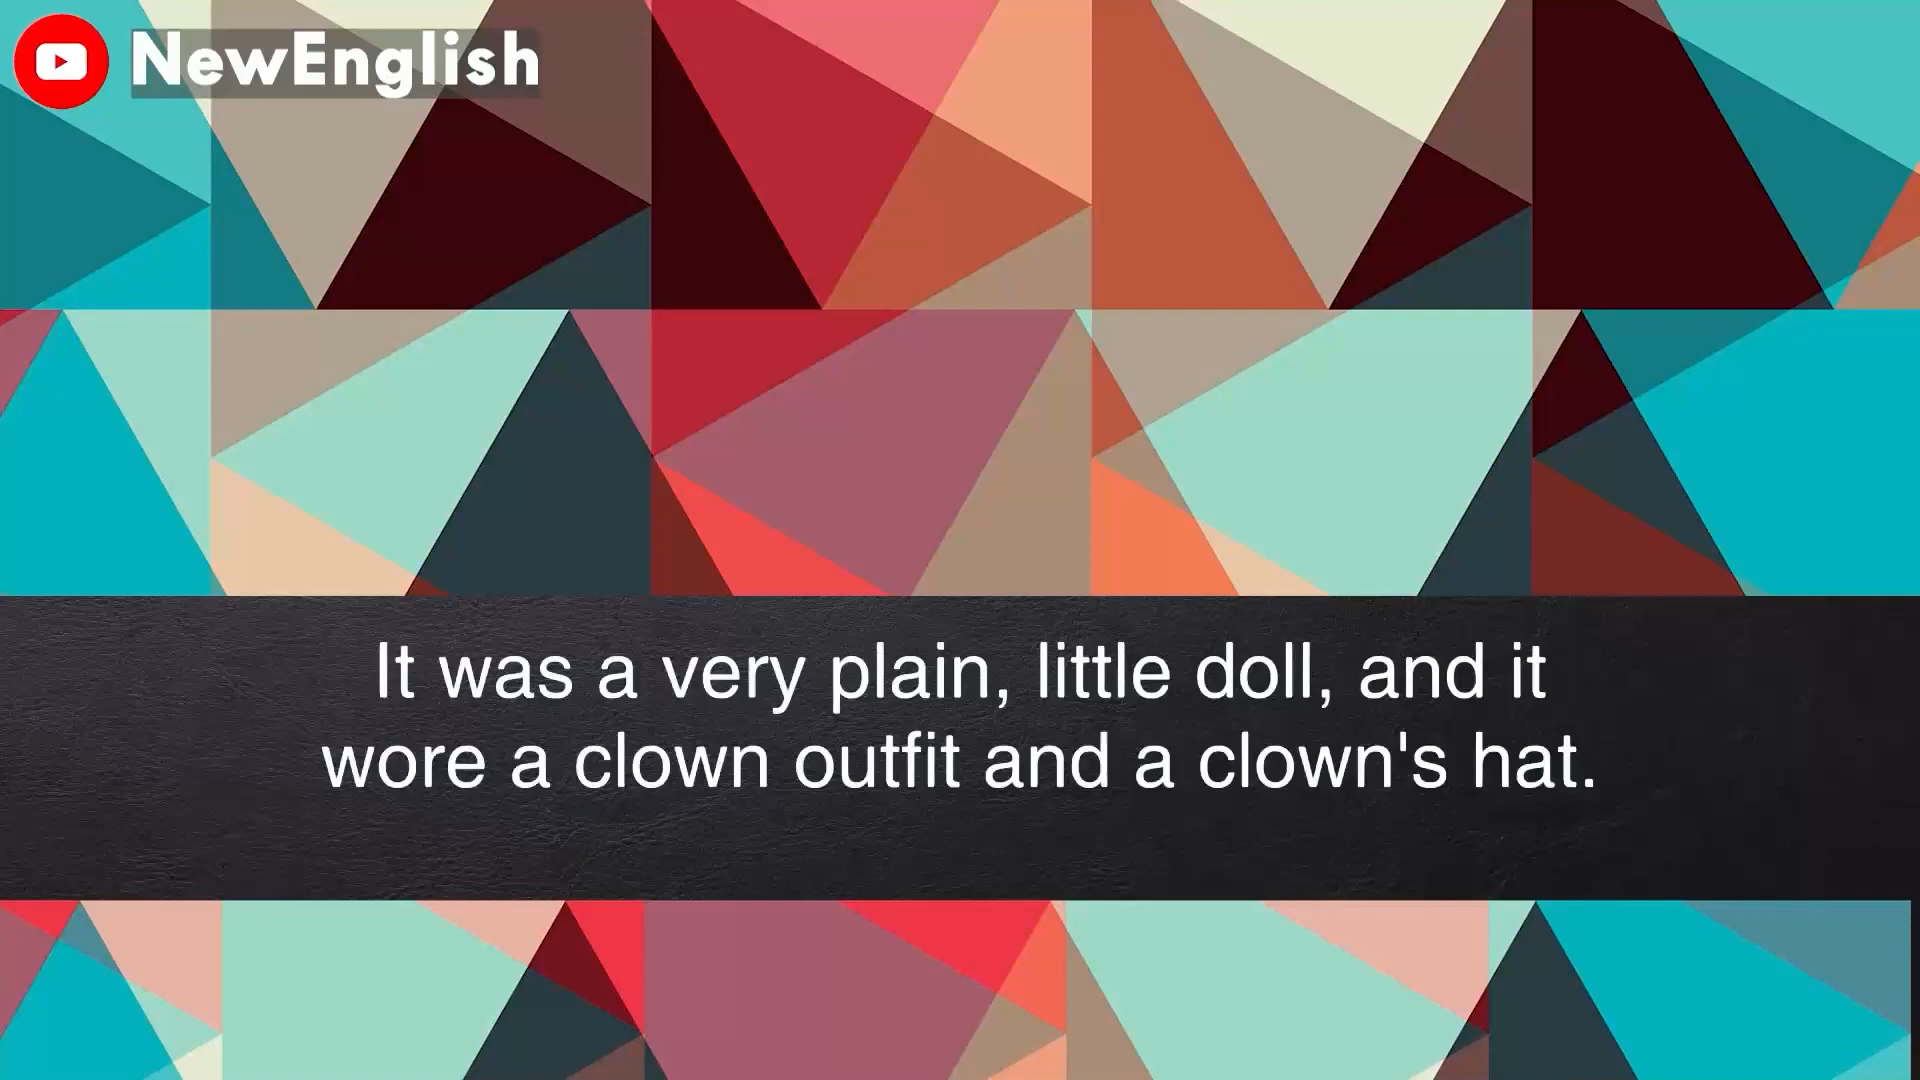 NewEnglish
It was a very plain, little doll, and it
wore a clown outfit and a clown's hat.